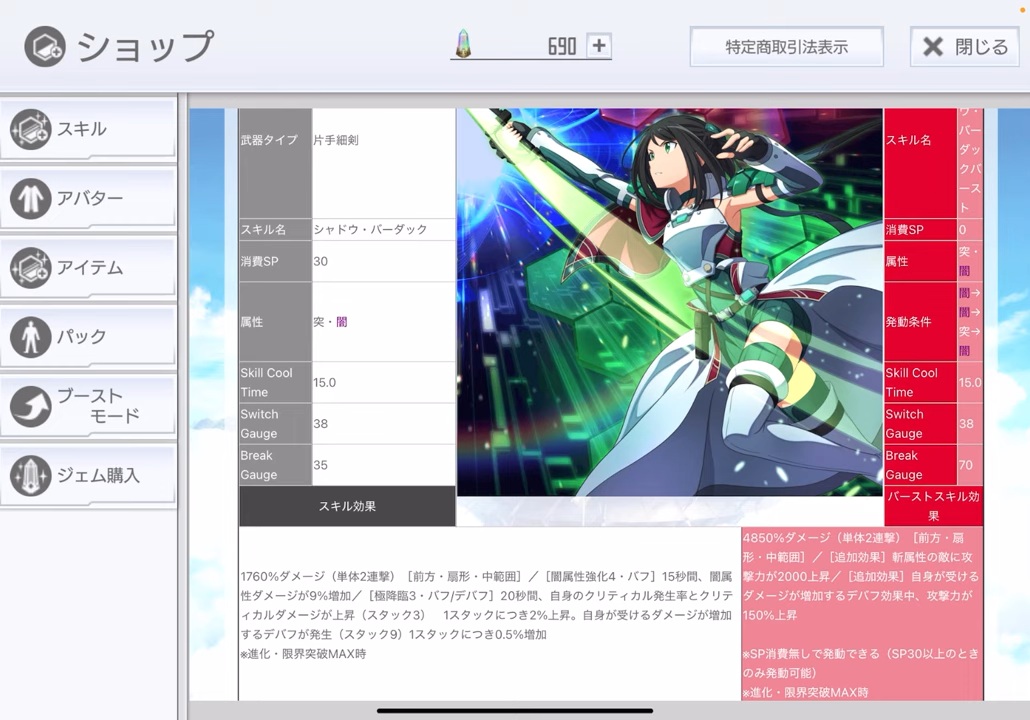 ショップ
690
特定商取引法表示
閉じる
スキル
アバター
アイテム
パック
ブースト
モード
ジェム購入
武器タイプ
片手細剣
スキル名
シャドウ・バーダック
消費SP
30
属性
突・闇
Skill Cool
Time
15.0
Switch
Gauge
38
Break
Gauge
35
スキル効果
1760%ダメージ（単体2連撃）［前方・扇形・中範囲］／［闇属性強化4・バフ］15秒間、闇属
性ダメージが9%増加／［極降臨3・バフ/デバフ］20秒間、自身のクリティカル発生率とクリテ
ィカルダメージが上昇（スタック3）　1スタックにつき2%上昇。自身が受けるダメージが増加
するデバフが発生（スタック9）1スタックにつき0.5%増加
※進化・限界突破MAX時
スキル名
ウ・
バー
ダッ
クバ
ース
ト
消費SP
0
属性
突・
闇
発動条件
闇→
闇→
突→
闇
Skill Cool
Time
15.0
Switch
Gauge
38
Break
Gauge
70
バーストスキル効
果
4850%ダメージ（単体2連撃）［前方・扇
形・中範囲］／［追加効果］斬属性の敵に攻
撃力が2000上昇／［追加効果］自身が受ける
ダメージが増加するデバフ効果中、攻撃力が
150%上昇
※SP消費無しで発動できる（SP30以上のとき
のみ発動可能）
※進化・限界突破MAX時